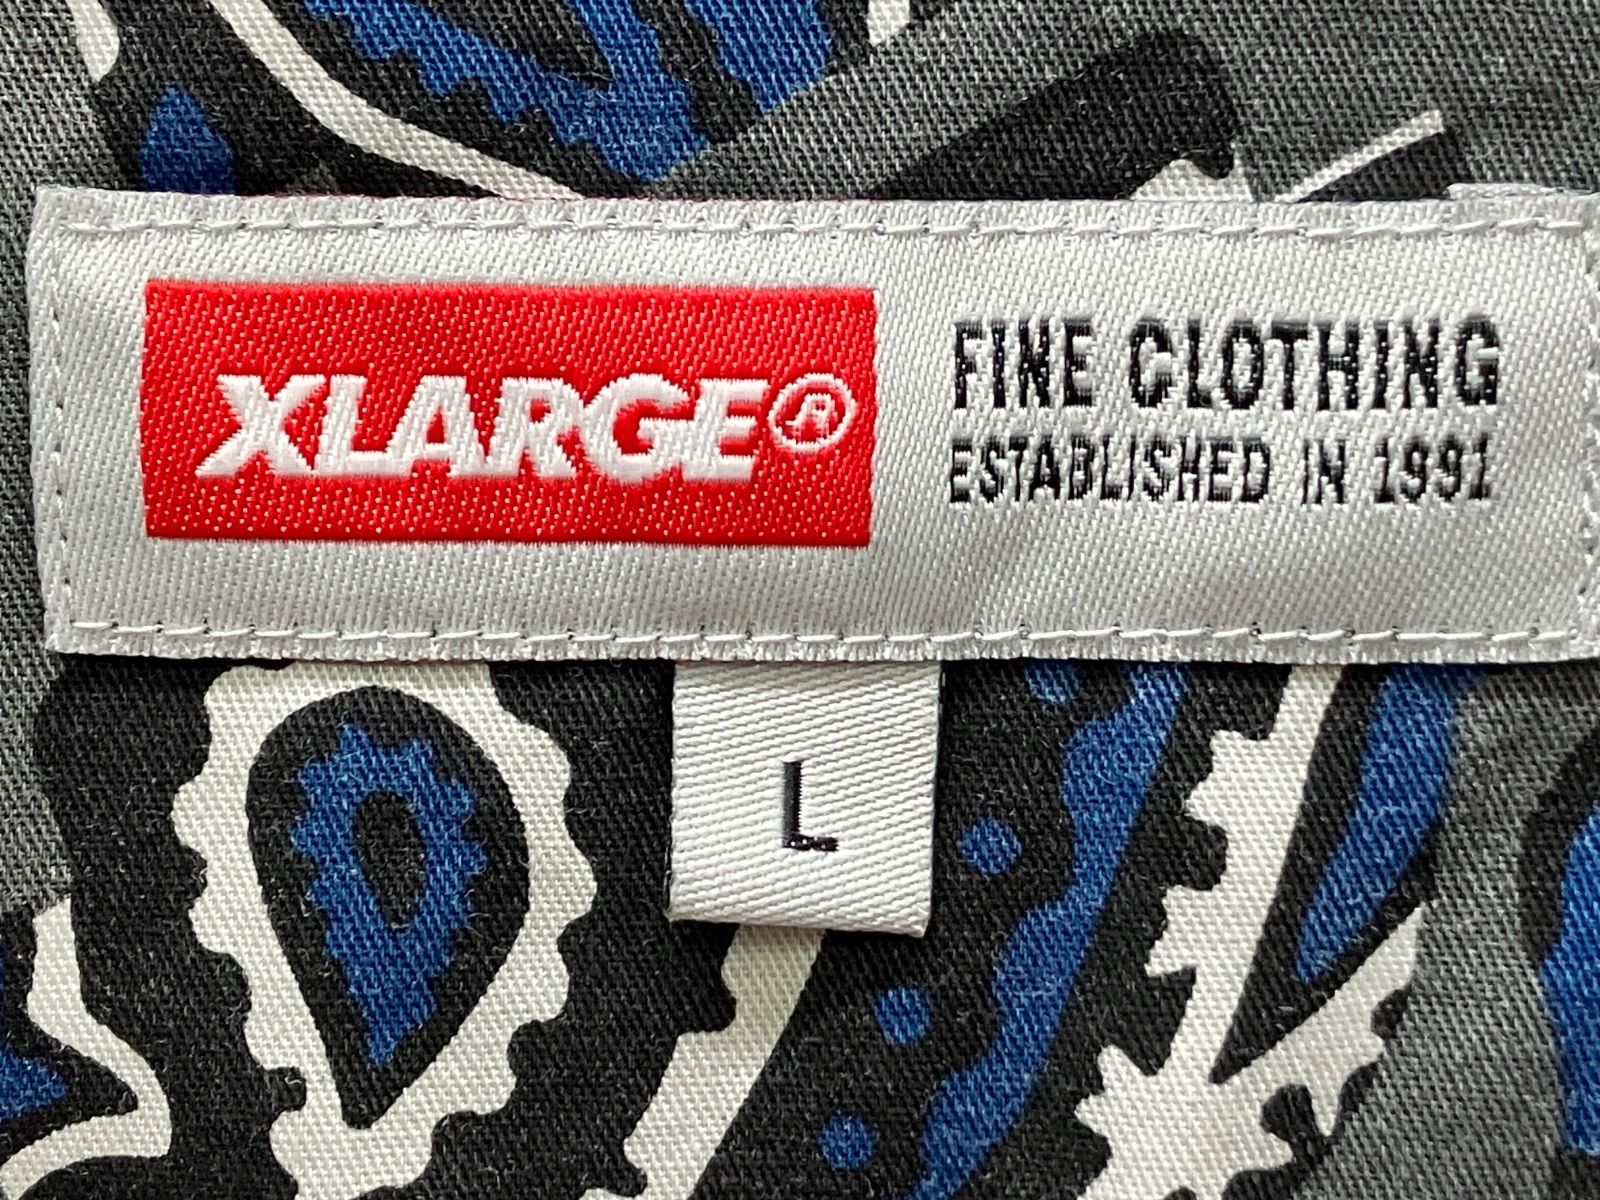 XLARGE®
FINE CLOTHING
ESTABLISHED IN 1991
L